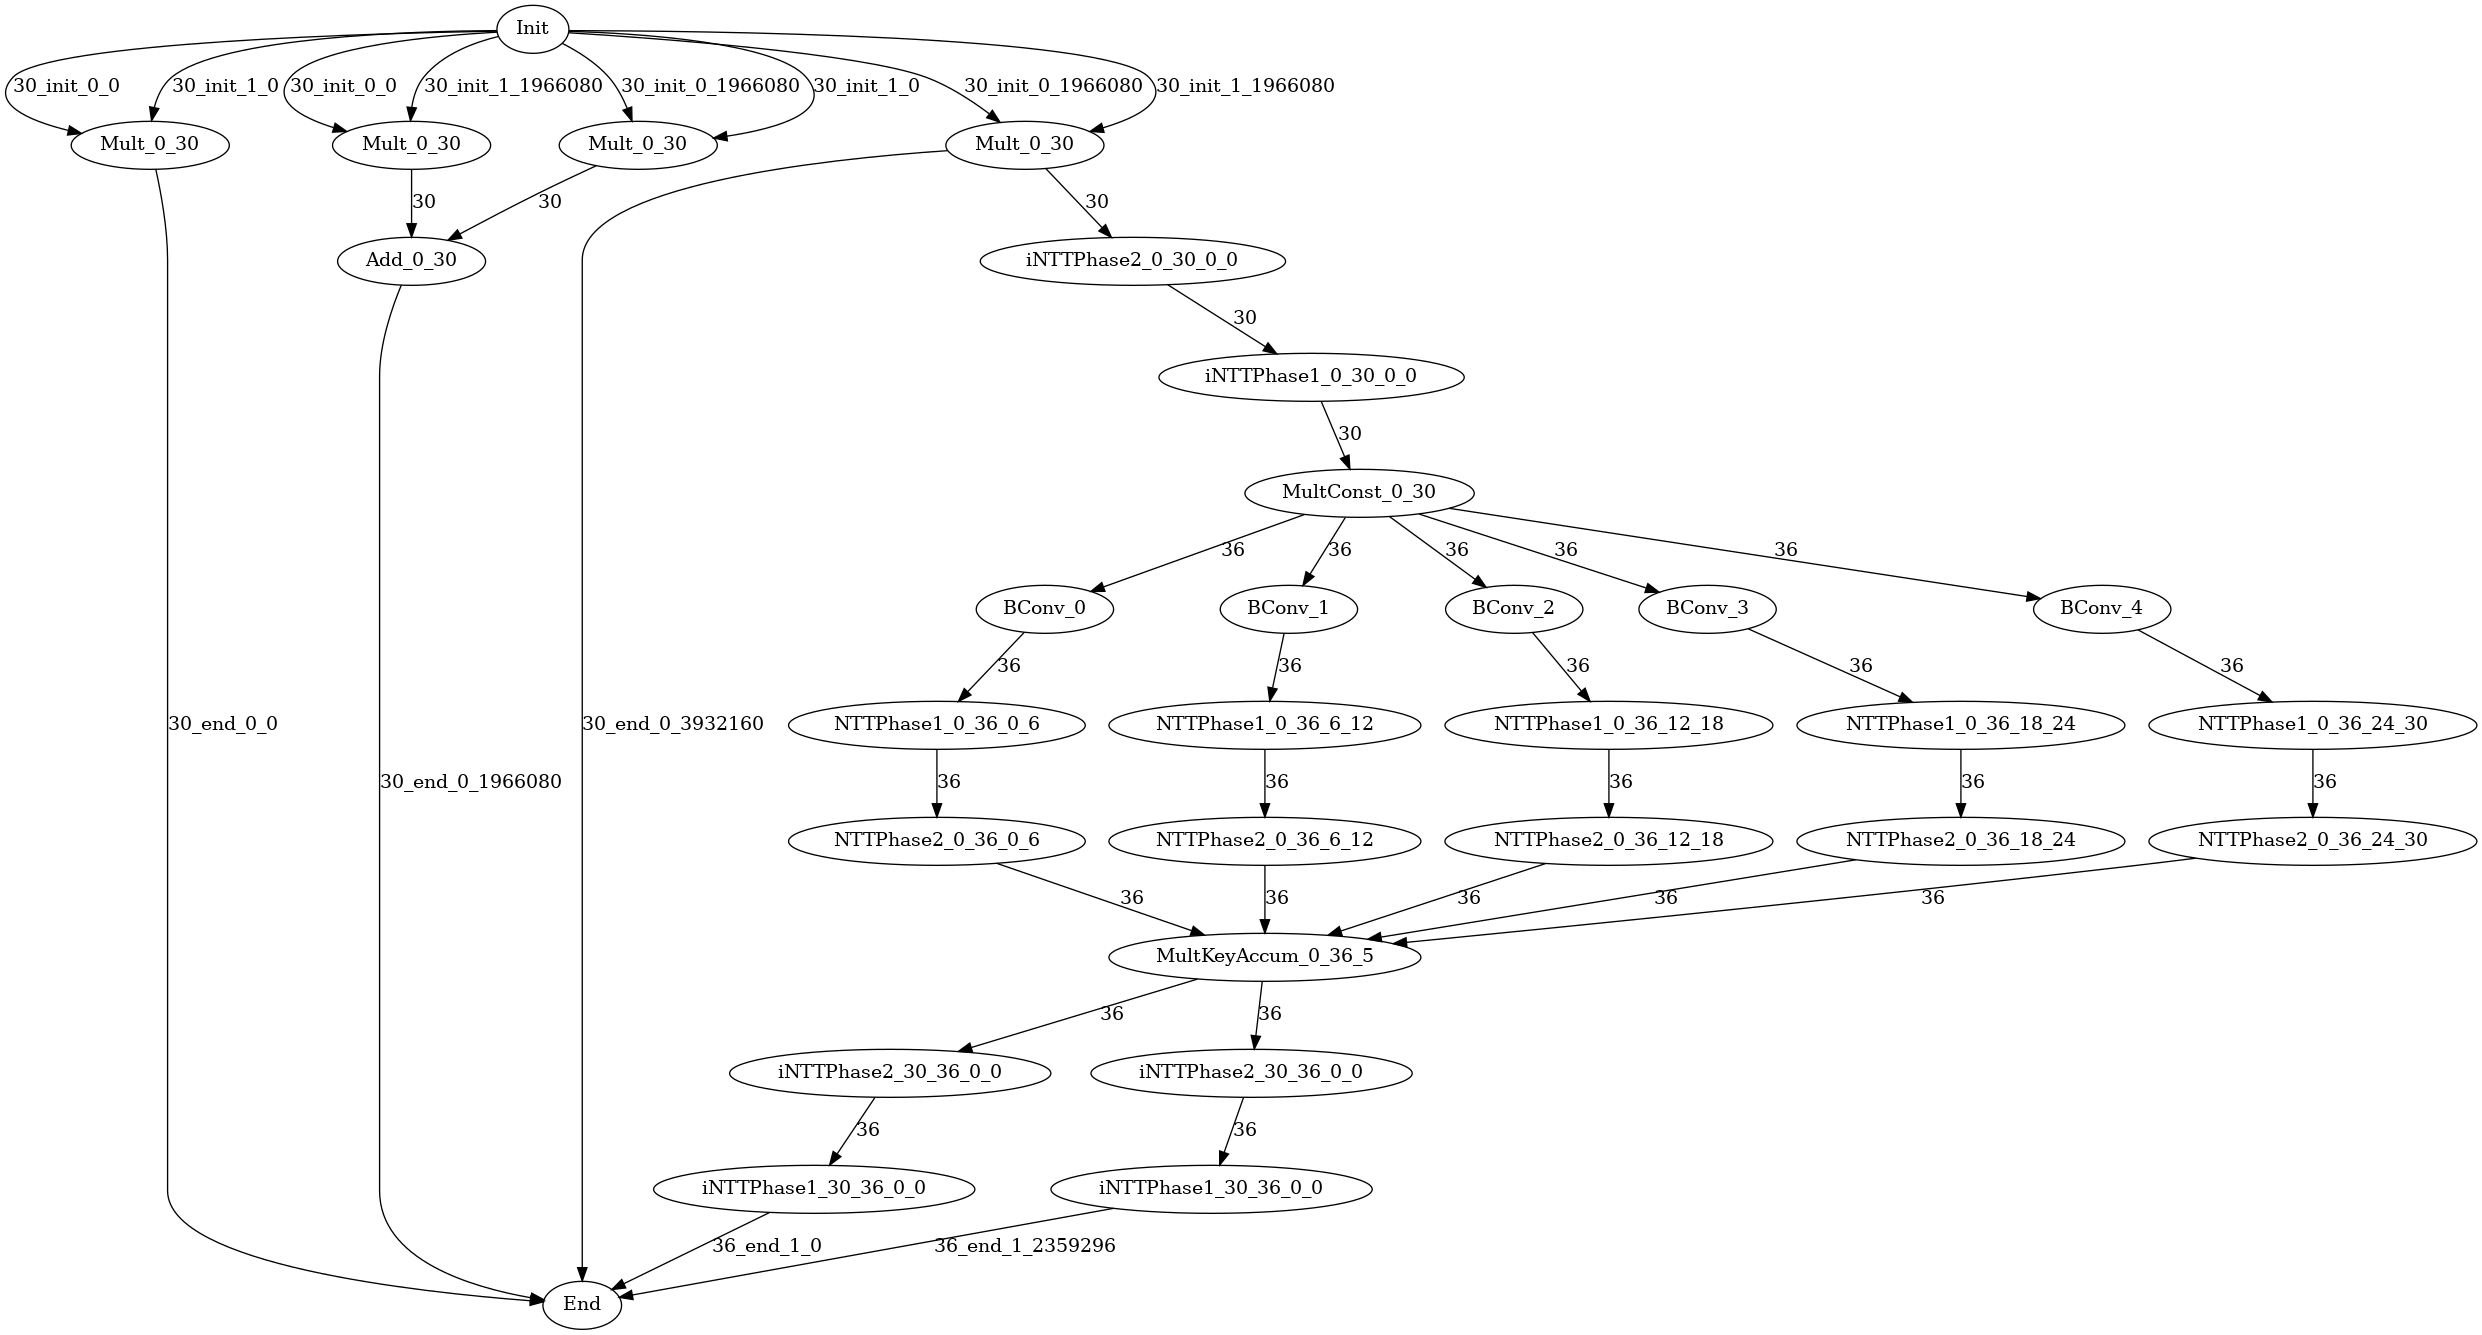 Init
30_init_0_0
30_init_1_0
30_init_0_0
30_init_1_1966080
30_init_0_1966080
30_init_1_0
30_init_0_1966080
30_init_1_1966080
Mult_0_30
Mult_0_30
Mult_0_30
Mult_0_30
30
30
30
Add_0_30
iNTTPhase2_0_30_0_0
30
iNTTPhase1_0_30_0_0
30
MultConst_0_30
36
36
36
36
36
BConv_0
BConv_1
BConv_2
BConv_3
BConv_4
36
36
36
36
36
30_end_0_0
30_end_0_3932160
NTTPhase1_0_36_0_6
NTTPhase1_0_36_6_12
NTTPhase1_0_36_12_18
NTTPhase1_0_36_18_24
NTTPhase1_0_36_24_30
30_end_0_1966080
36
36
36
36
36
NTTPhase2_0_36_0_6
NTTPhase2_0_36_6_12
NTTPhase2_0_36_12_18
NTTPhase2_0_36_18_24
NTTPhase2_0_36_24_30
36
36
36
36
36
MultKeyAccum_0_36_5
36
36
iNTTPhase2_30_36_0_0
iNTTPhase2_30_36_0_0
36
36
iNTTPhase1_30_36_0_0
iNTTPhase1_30_36_0_0
36_end_1_0
36_end_1_2359296
End